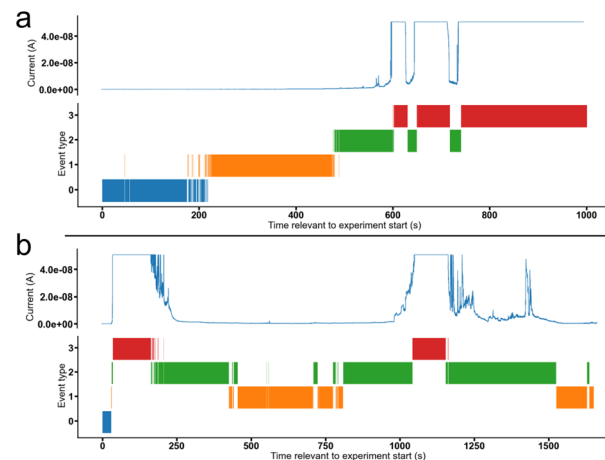 a
Current (A)
4.0e-08
2.0e-08
0.0e+00
Event type
3
2
1
0
0
200
400
600
800
1000
Time relevant to experiment start (s)
b
Current (A)
4.0e-08
2.0e-08
0.0e+00
Event type
3
2
1
0
0
250
500
750
1000
1250
1500
Time relevant to experiment start (s)